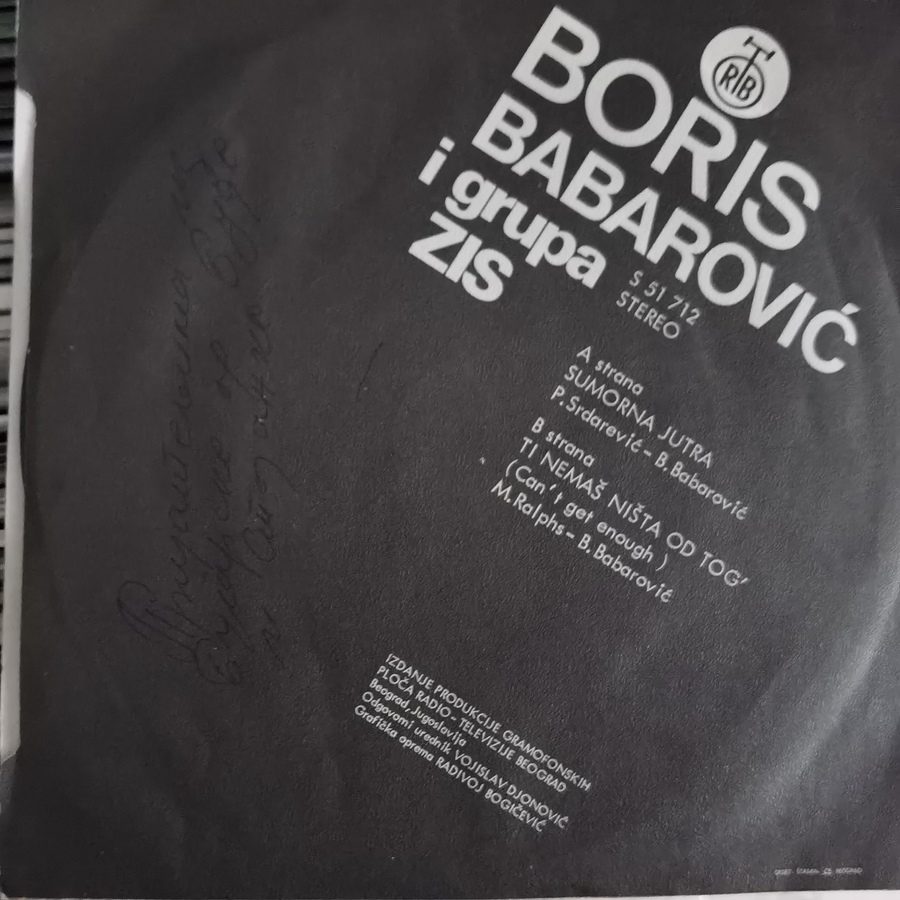 RTB
BORIS
BABAROVIĆ
i grupa
ZIS
S 51 712
STEREO
A strana
SUMORNA JUTRA
P. Srdarević - B. Babarović
B strana
TI NEMAŠ NIŠTA OD TOG'
(Can't get enough)
M. Ralphs - B. Babarović
IZDANJE PRODUKCIJE GRAMOFONSKIH
PLOČA RADIO - TELEVIZIJE BEOGRAD
Beograd, Jugoslavija
Odgovorni urednik VOJISLAV DJONOVIĆ
Grafička oprema RADIVOJ BOGIČEVIĆ
BEOGRAD